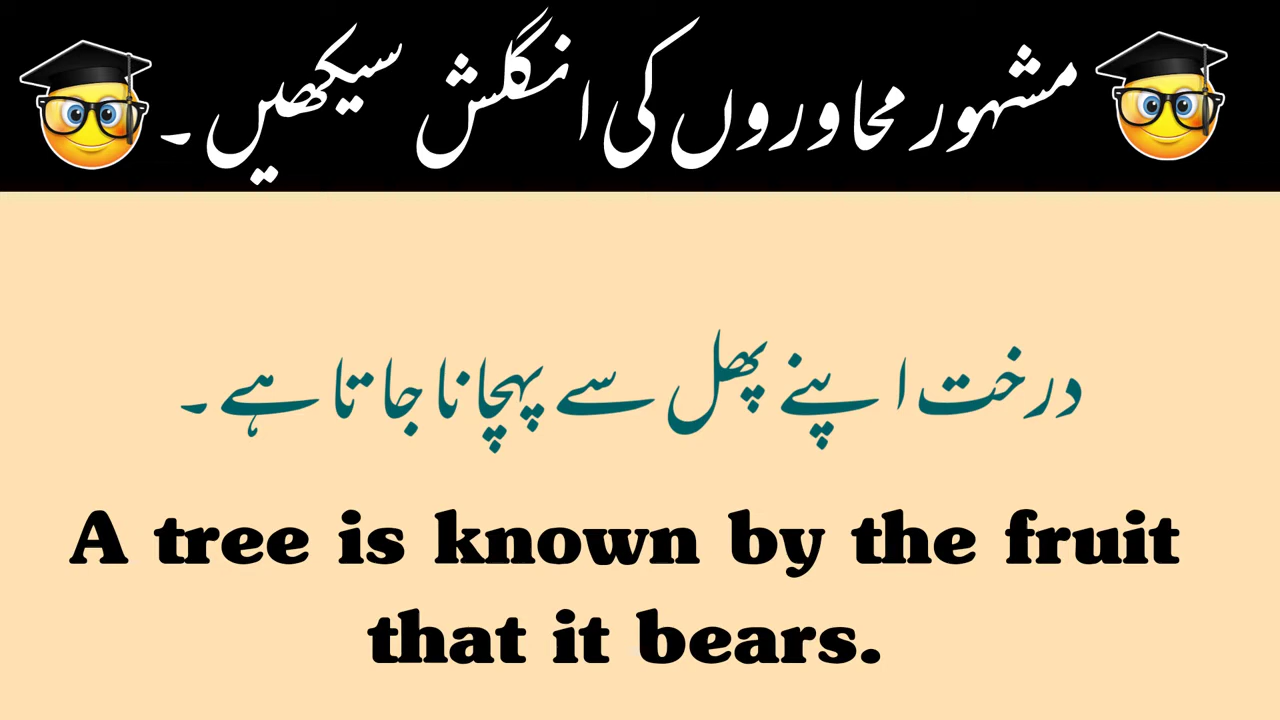 مشہور محاوروں کی انگلش سیکھیں۔
درخت اپنے پھل سے پہچانا جاتا ہے۔
A tree is known by the fruit
that it bears.